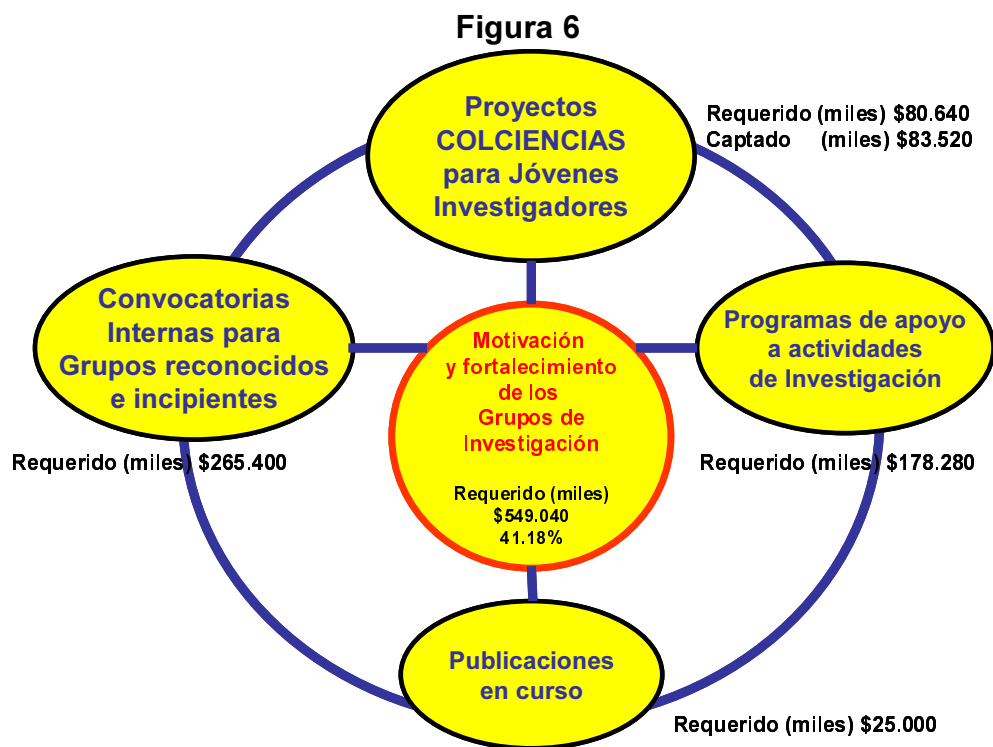 Figura 6
Proyectos
COLCIENCIAS
para Jóvenes
Investigadores
Requerido (miles) $80.640
Captado (miles) $83.520
Convocatorias
Internas para
Grupos reconocidos
e incipientes
Requerido (miles) $265.400
Motivación
y fortalecimiento
de los
Grupos de
Investigación
Requerido (miles)
$549.040
41.18%
Programas de apoyo
a actividades
de Investigación
Requerido (miles) $178.280
Publicaciones
en curso
Requerido (miles) $25.000